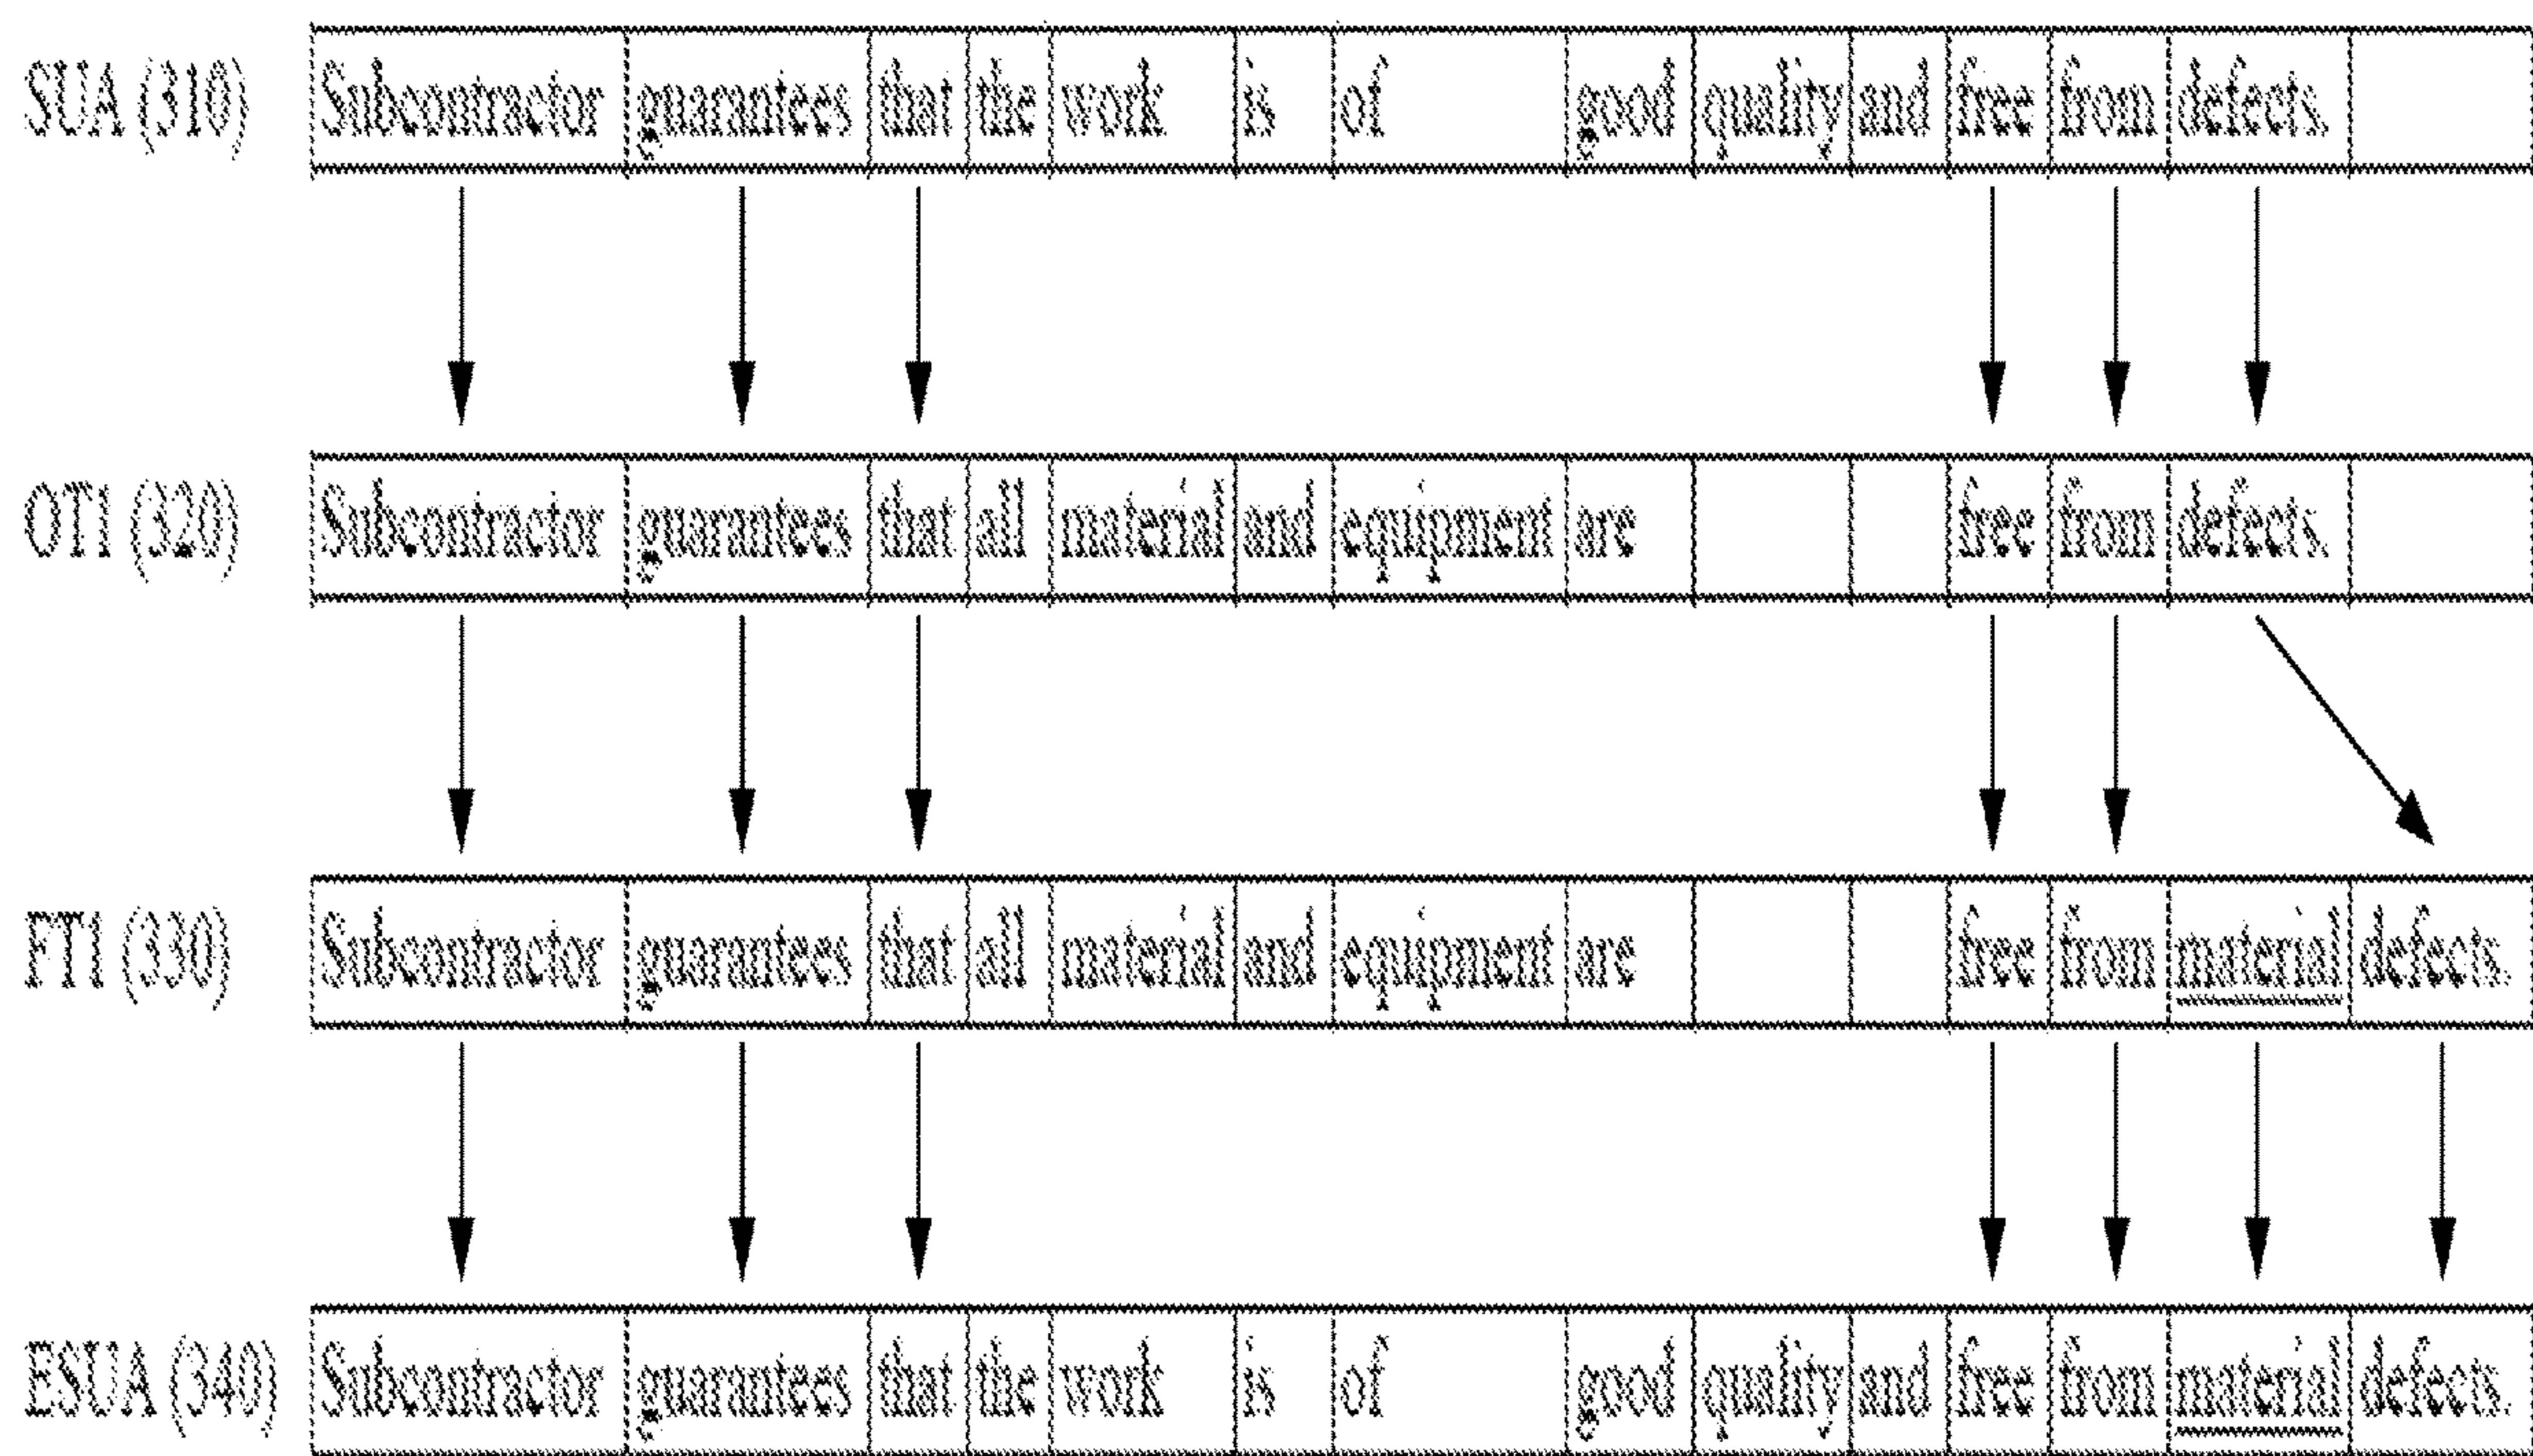 SUA (310) Subcontractor guarantees that the work is of good quality and free from defects.
OT1 (320) Subcontractor guarantees that all material and equipment are free from defects.
FT1 (330) Subcontractor guarantees that all material and equipment are free from material defects.
ESUA (340) Subcontractor guarantees that the work is of good quality and free from material defects.